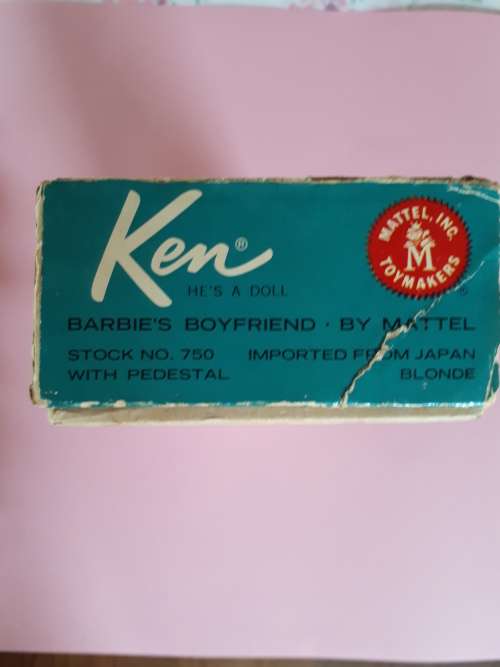 Ken®
HE'S A DOLL
MATTEL, INC.
M
TOYMAKERS
®
BARBIE'S BOYFRIEND · BY MATTEL
STOCK NO. 750 IMPORTED FROM JAPAN
WITH PEDESTAL BLONDE